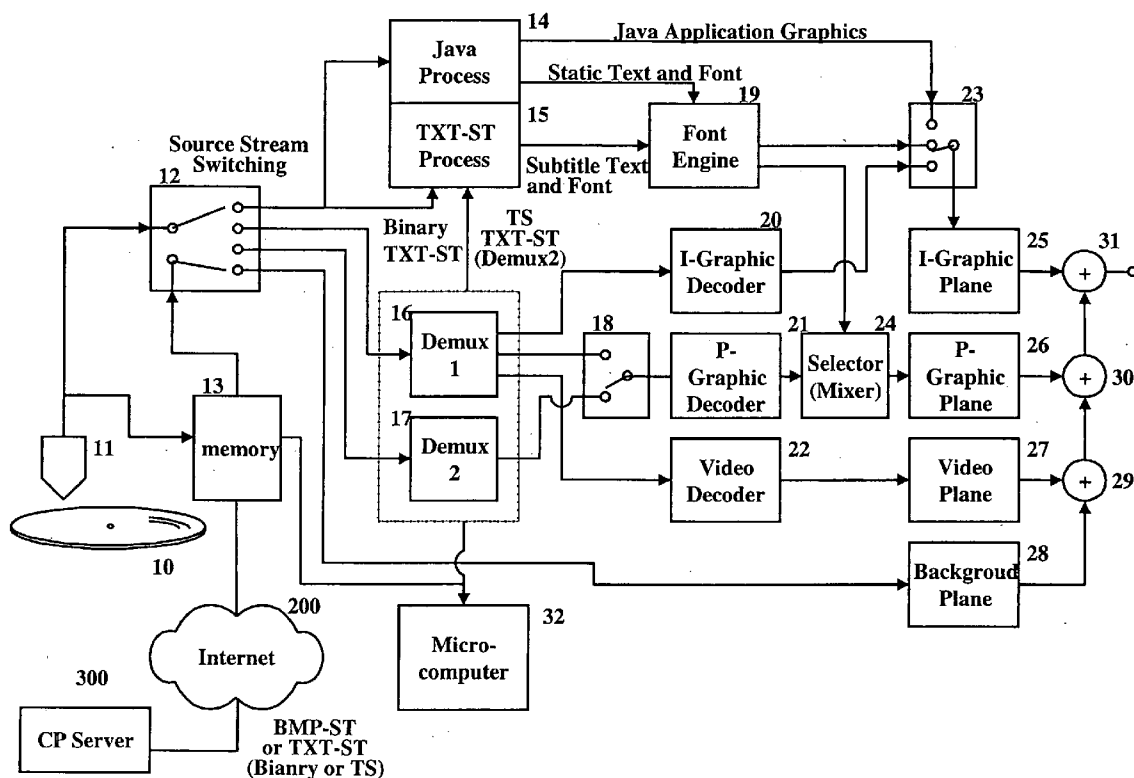 14
Java Application Graphics
Java
Process
Static Text and Font
15
19
23
TXT-ST
Process
Font
Engine
Subtitle Text
and Font
Source Stream
Switching
12
Binary
TXT-ST
TS
TXT-ST
(Demux2)
20
I-Graphic
Decoder
I-Graphic
Plane
25
31
+
16
Demux
1
18
21
P-
Graphic
Decoder
24
Selector
(Mixer)
26
P-
Graphic
Plane
+
30
13
memory
11
17
Demux
2
22
Video
Decoder
27
Video
Plane
+
29
10
28
Backgroud
Plane
200
Internet
32
Micro-
computer
300
CP Server
BMP-ST
or TXT-ST
(Bianry or TS)